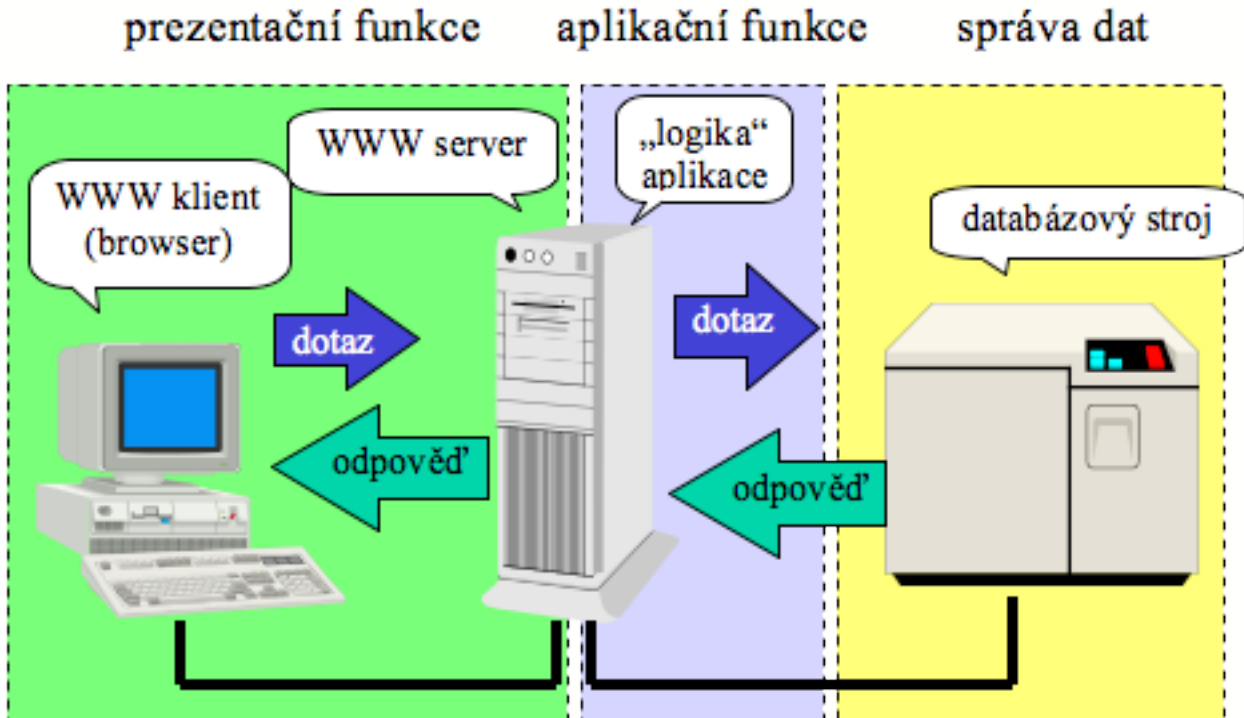 prezentační funkce
aplikační funkce
správa dat
WWW server
„logika“
aplikace
WWW klient
(browser)
databázový stroj
dotaz
dotaz
odpověď
odpověď